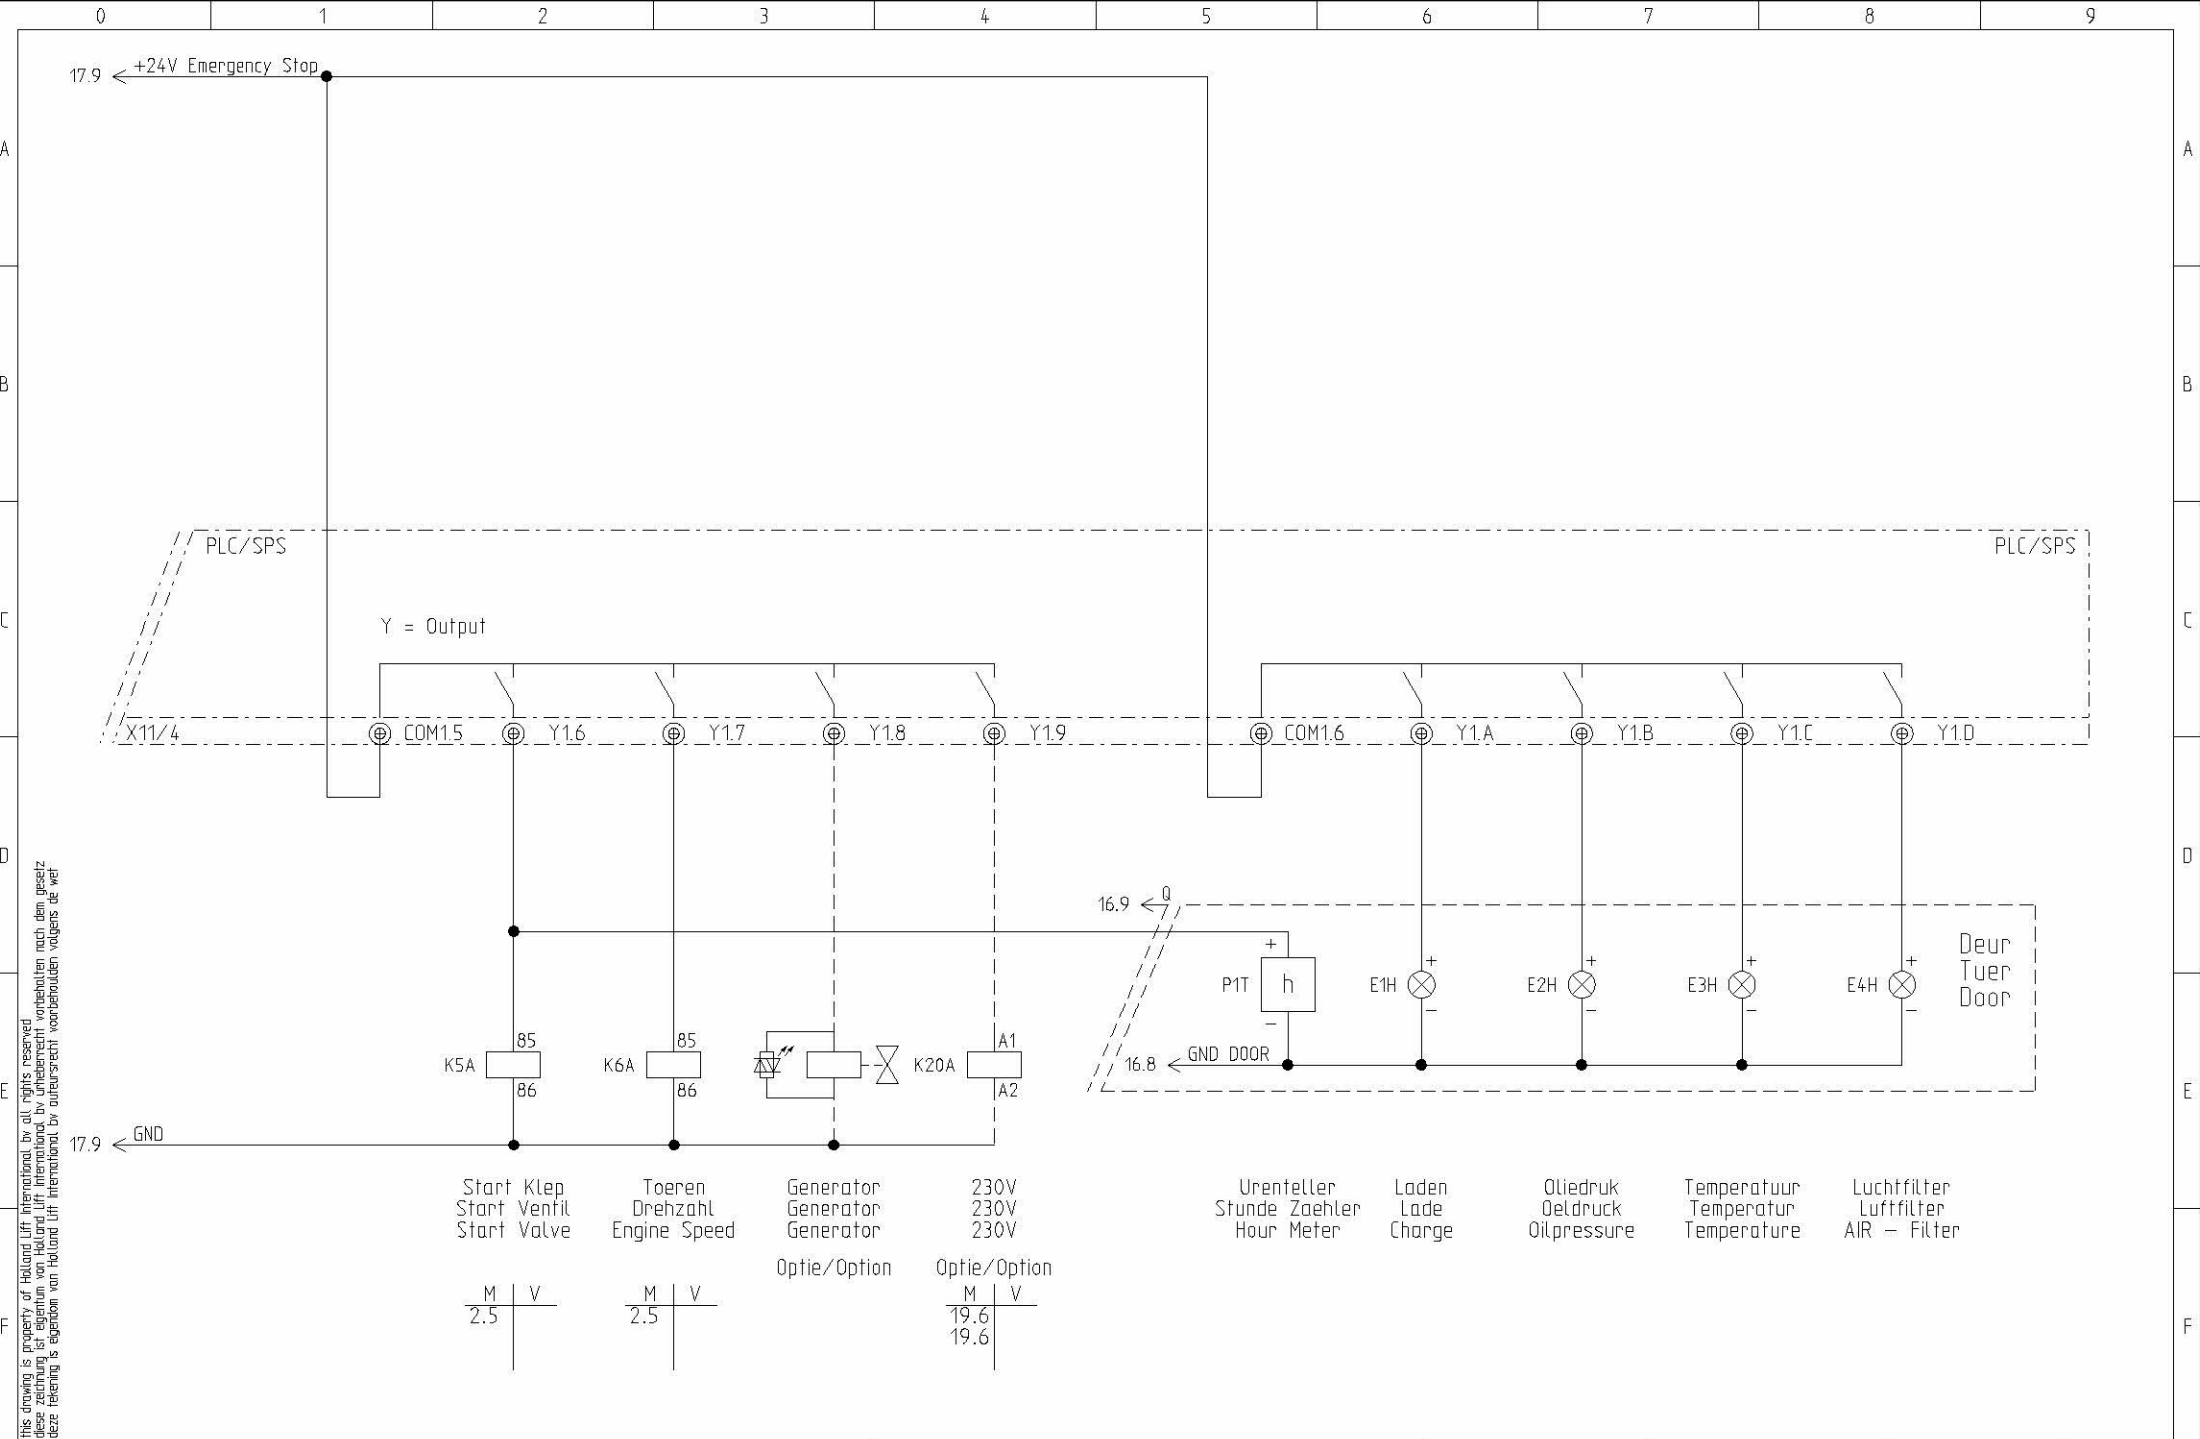 0 1 2 3 4 5 6 7 8 9
17.9 +24V Emergency Stop
A A
B B
PLC/SPS PLC/SPS
C C
Y = Output
X11/4 COM1.5 Y1.6 Y1.7 Y1.8 Y1.9 COM1.6 Y1.A Y1.B Y1.C Y1.D
D D
16.9 Q
Deur
Tuer
Door
+ + + + +
P1T h E1H E2H E3H E4H
- - - - -
85 85 A1
K5A K6A K20A
86 86 A2
16.8 GND DOOR
E E
17.9 GND
Start Klep
Start Ventil
Start Valve
Toeren
Drehzahl
Engine Speed
Generator
Generator
Generator
Optie/Option
230V
230V
230V
Optie/Option
Urenteller
Stunde Zaehler
Hour Meter
Laden
Lade
Charge
Oliedruk
Oeldruck
Oilpressure
Temperatuur
Temperatur
Temperature
Luchtfilter
Luftfilter
AIR - Filter
M V
2.5
M V
2.5
M V
19.6
19.6
F F
this drawing is property of Holland Lift International bv all rights reserved
diese zeichnung ist eigentum von Holland Lift International bv urheberrecht vorbehalten nach dem gesetz
deze tekening is eigendom van Holland Lift International bv auteursrecht voorbehouden volgens de wet